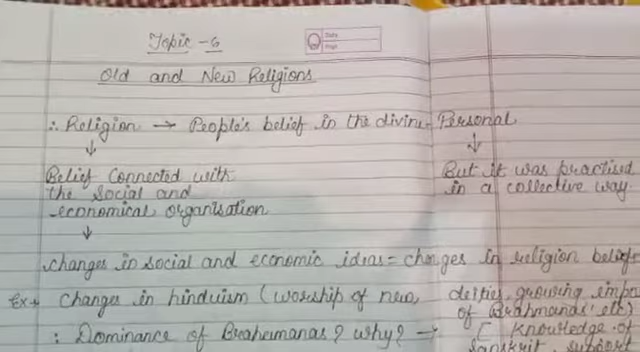 Topic - 6
Date
Page
Old and New Religions
∴ Religion → People's belief in the divine - Personal
↓ ↓
Belief Connected with But it was practised
the social and in a collective way
economical organisation
↓
changes in social and economic ideas = changes in religion beliefs
Ex→ Changes in hinduism (worship of new deities, growing impo
of Brahmanas' etc)
: Dominance of Brahamanas? Why? → ( Knowledge of
Sanskrit, support